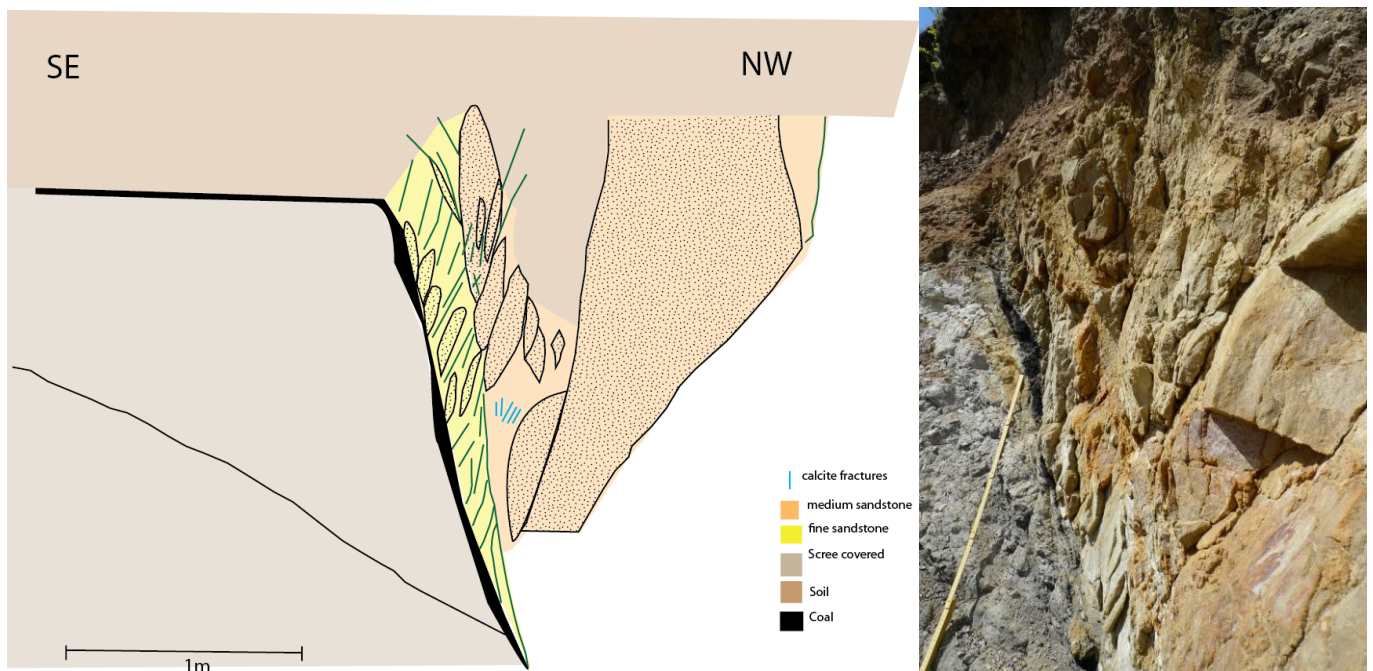 SE
NW
calcite fractures
medium sandstone
fine sandstone
Scree covered
Soil
Coal
1m